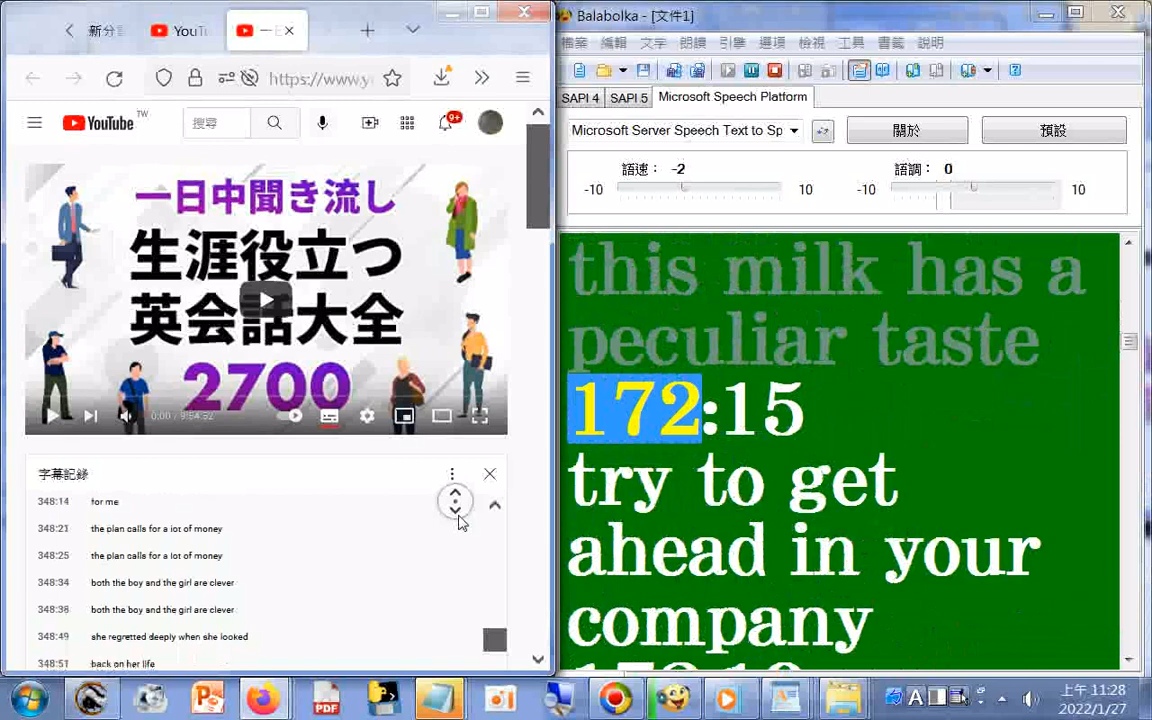 新分
YouTu
一E
https://www.y
YouTube
TW
搜尋
9+
一日中聞き流し
生涯役立つ
英会話大全
2700
0:00 /
字幕記錄
348:14 for me
348:21 the plan calls for a iot of money
348:25 the plan calls for a lot of money
348:34 both the boy and the girl are clever
348:36 both the boy and the girl are clever
348:49 she regretted deeply when she looked
348:51 back on her life
Balabolka - [文件1]
檔案 編輯 文字 朗讀 引擎 選項 檢視 工具 書籤 說明
SAPI 4 SAPI 5 Microsoft Speech Platform
Microsoft Server Speech Text to Sp
關於 預設
語速： -2 語調： 0
-10 10 -10 10
this milk has a
peculiar taste
172:15
try to get
ahead in your
company
PDF
A
上午 11:28
2022/1/27